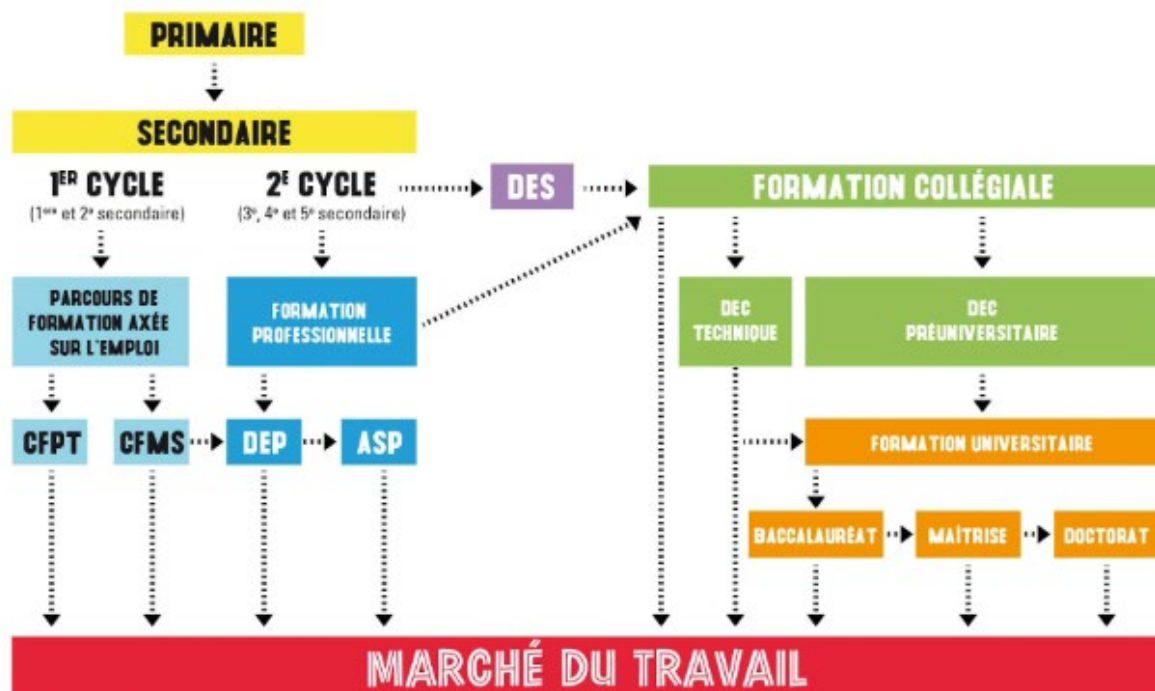 PRIMAIRE
SECONDAIRE
1ER CYCLE
(1ère et 2e secondaire)
2E CYCLE
(3e, 4e et 5e secondaire)
DES
FORMATION COLLÉGIALE
PARCOURS DE
FORMATION AXÉE
SUR L'EMPLOI
FORMATION
PROFESSIONNELLE
DEC
TECHNIQUE
DEC
PRÉUNIVERSITAIRE
CFPT
CFMS
DEP
ASP
FORMATION UNIVERSITAIRE
BACCALAURÉAT
MAÎTRISE
DOCTORAT
MARCHÉ DU TRAVAIL